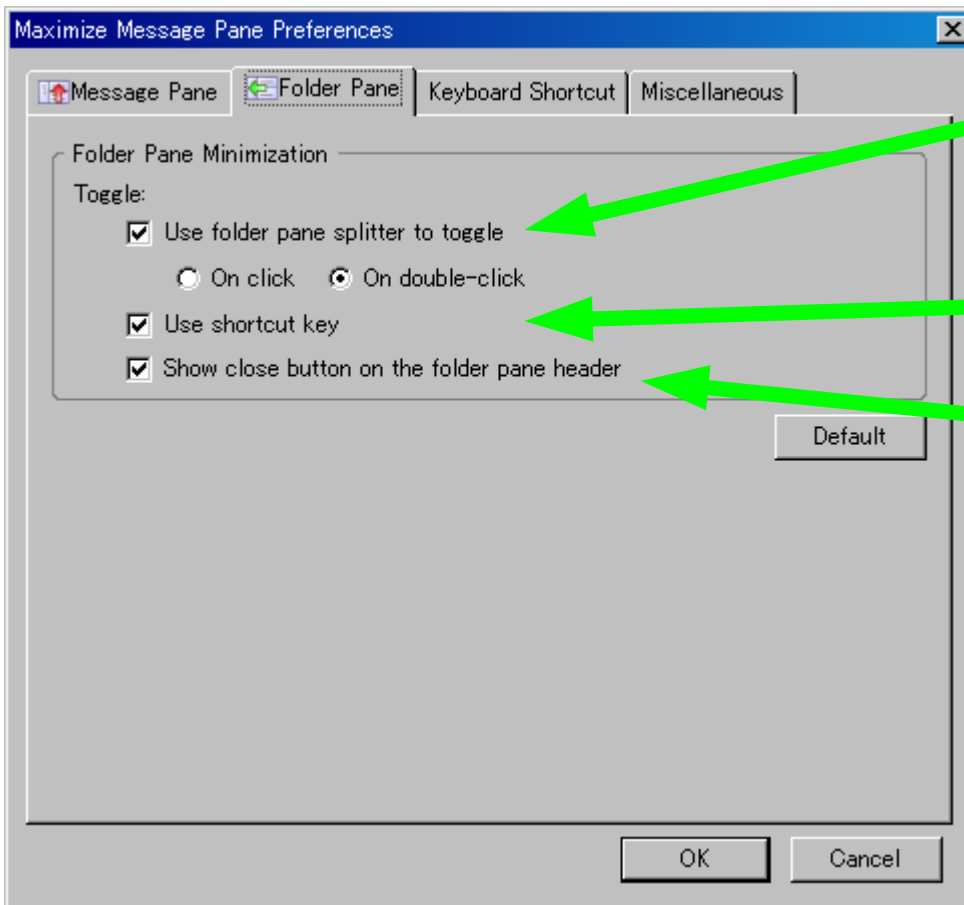 Maximize Message Pane Preferences
Message Pane Folder Pane Keyboard Shortcut Miscellaneous
Folder Pane Minimization
Toggle:
Use folder pane splitter to toggle
On click On double-click
Use shortcut key
Show close button on the folder pane header
Default
OK Cancel